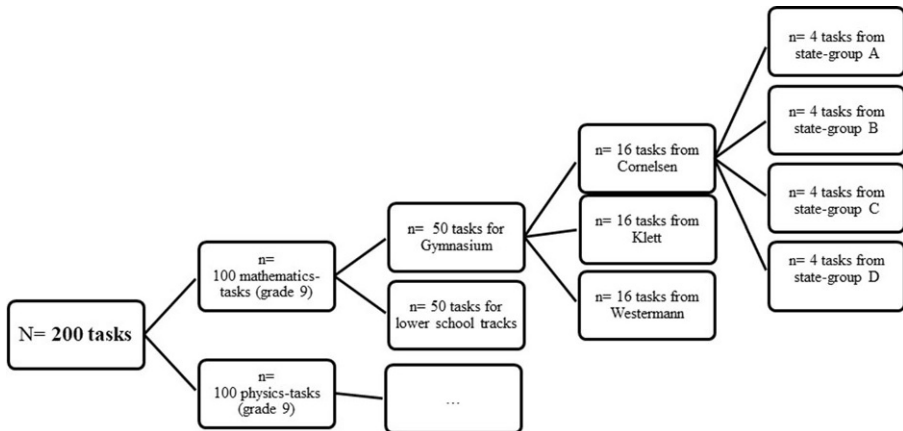 N= 200 tasks
n=
100 mathematics-
tasks (grade 9)
n=
100 physics-tasks
(grade 9)
n=  50 tasks for
Gymnasium
n= 50 tasks for
lower school tracks
...
n= 16 tasks from
Cornelsen
n= 16 tasks from
Klett
n= 16 tasks from
Westermann
n= 4 tasks from
state-group A
n= 4 tasks from
state-group B
n= 4 tasks from
state-group C
n= 4 tasks from
state-group D